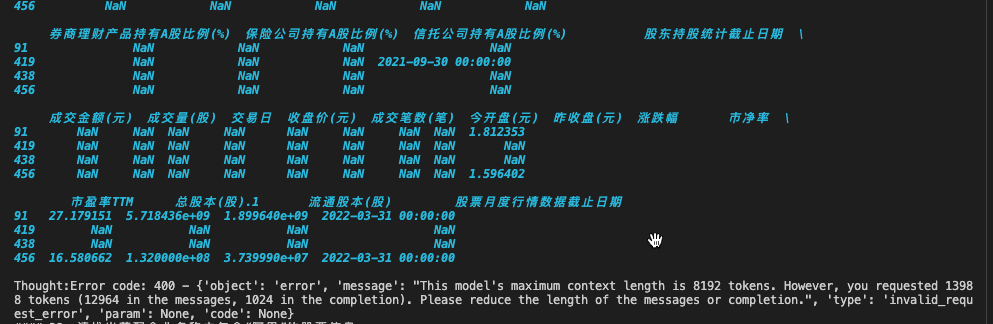 456 NaN NaN NaN NaN NaN
券商理财产品持有A股比例(%) 保险公司持有A股比例(%) 信托公司持有A股比例(%) 股东持股统计截止日期 \
91 NaN NaN NaN NaN
419 NaN NaN NaN 2021-09-30 00:00:00
438 NaN NaN NaN NaN
456 NaN NaN NaN NaN
成交金额(元) 成交量(股) 交易日 收盘价(元) 成交笔数(笔) 今开盘(元) 昨收盘(元) 涨跌幅 市净率 \
91 NaN NaN NaN NaN NaN NaN NaN NaN 1.812353
419 NaN NaN NaN NaN NaN NaN NaN NaN NaN
438 NaN NaN NaN NaN NaN NaN NaN NaN NaN
456 NaN NaN NaN NaN NaN NaN NaN NaN 1.596402
市盈率TTM 总股本(股).1 流通股本(股) 股票月度行情数据截止日期
91 27.179151 5.718436e+09 1.899640e+09 2022-03-31 00:00:00
419 NaN NaN NaN NaN
438 NaN NaN NaN NaN
456 16.580662 1.320000e+08 3.739990e+07 2022-03-31 00:00:00
Thought:Error code: 400 - {'object': 'error', 'message': "This model's maximum context length is 8192 tokens. However, you requested 1398
8 tokens (12964 in the messages, 1024 in the completion). Please reduce the length of the messages or completion.", 'type': 'invalid_requ
est_error', 'param': None, 'code': None}